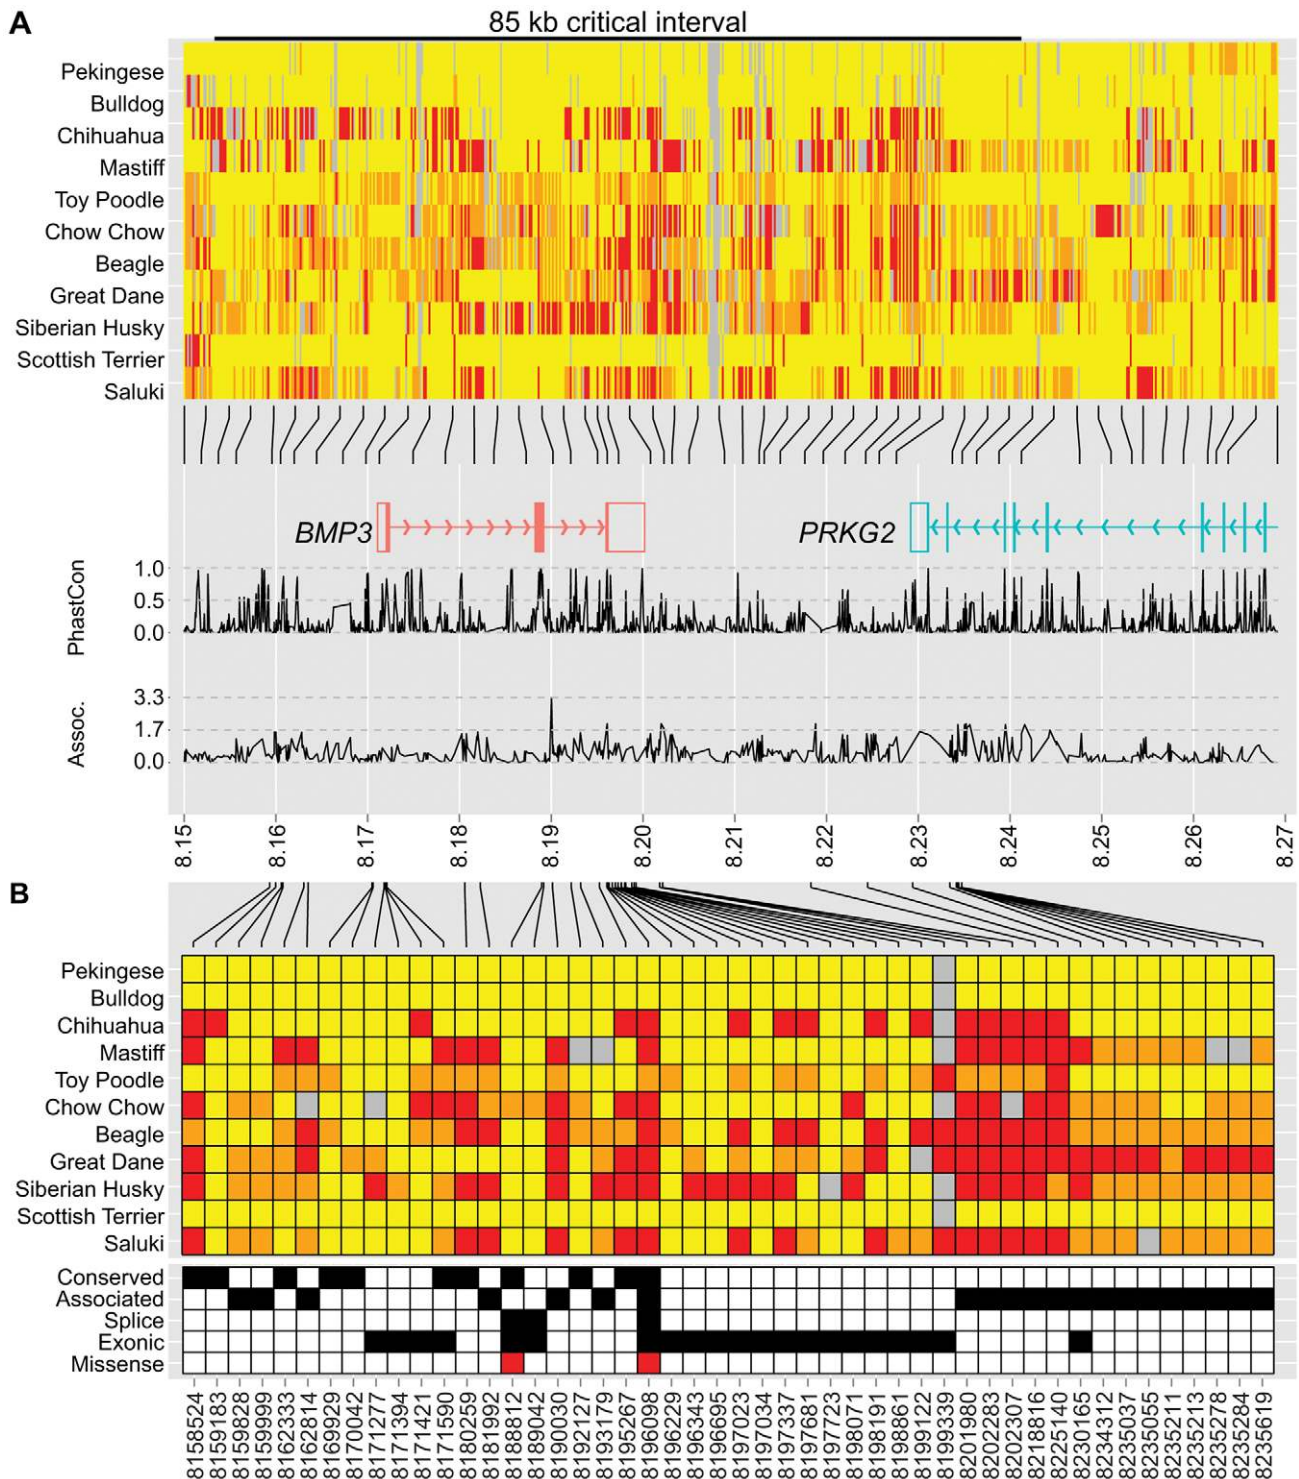 A
85 kb critical interval
Pekingese
Bulldog
Chihuahua
Mastiff
Toy Poodle
Chow Chow
Beagle
Great Dane
Siberian Husky
Scottish Terrier
Saluki
BMP3
PRKG2
PhastCon
1.0
0.5
0.0
Assoc.
3.3
1.7
0.0
8.15
8.16
8.17
8.18
8.19
8.20
8.21
8.22
8.23
8.24
8.25
8.26
8.27
B
Pekingese
Bulldog
Chihuahua
Mastiff
Toy Poodle
Chow Chow
Beagle
Great Dane
Siberian Husky
Scottish Terrier
Saluki
Conserved
Associated
Splice
Exonic
Missense
8158524
8159183
8159828
8159999
8162333
8162814
8169929
8170042
8171277
8171394
8171421
8171590
8180259
8181992
8188812
8189042
8190030
8192127
8193179
8195267
8196098
8196229
8196343
8196695
8197023
8197034
8197337
8197681
8197723
8198071
8198191
8198861
8199122
8199339
8201980
8202283
8202307
8218816
8225140
8230165
8234312
8235037
8235055
8235211
8235213
8235278
8235284
8235619